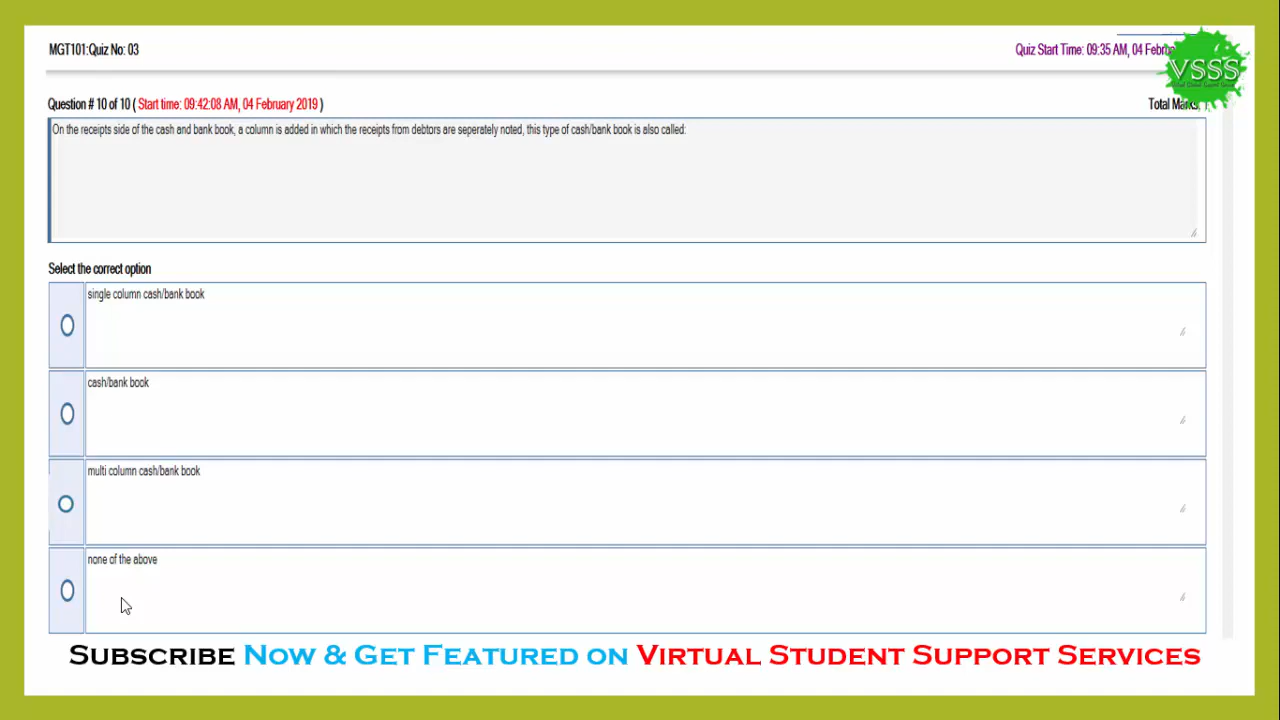 MGT101:Quiz No: 03
Quiz Start Time: 09:35 AM, 04 Febru
VSSS
Question # 10 of 10 ( Start time: 09:42:08 AM, 04 February 2019 )
Total Marks:
On the receipts side of the cash and bank book, a column is added in which the receipts from debtors are seperately noted, this type of cash/bank book is also called:
Select the correct option
single column cash/bank book
cash/bank book
multi column cash/bank book
none of the above
Subscribe Now & Get Featured on Virtual Student Support Services